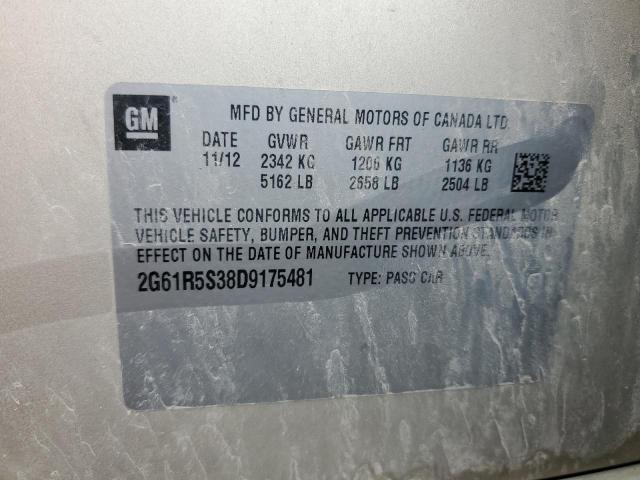 GM
MFD BY GENERAL MOTORS OF CANADA LTD.
DATE GVWR GAWR FRT GAWR RR
11/12 2342 KG 1206 KG 1136 KG
5162 LB 2658 LB 2504 LB
THIS VEHICLE CONFORMS TO ALL APPLICABLE U.S. FEDERAL MOTOR
VEHICLE SAFETY, BUMPER, AND THEFT PREVENTION STANDARDS IN
EFFECT ON THE DATE OF MANUFACTURE SHOWN ABOVE.
2G61R5S38D9175481 TYPE: PASS CAR